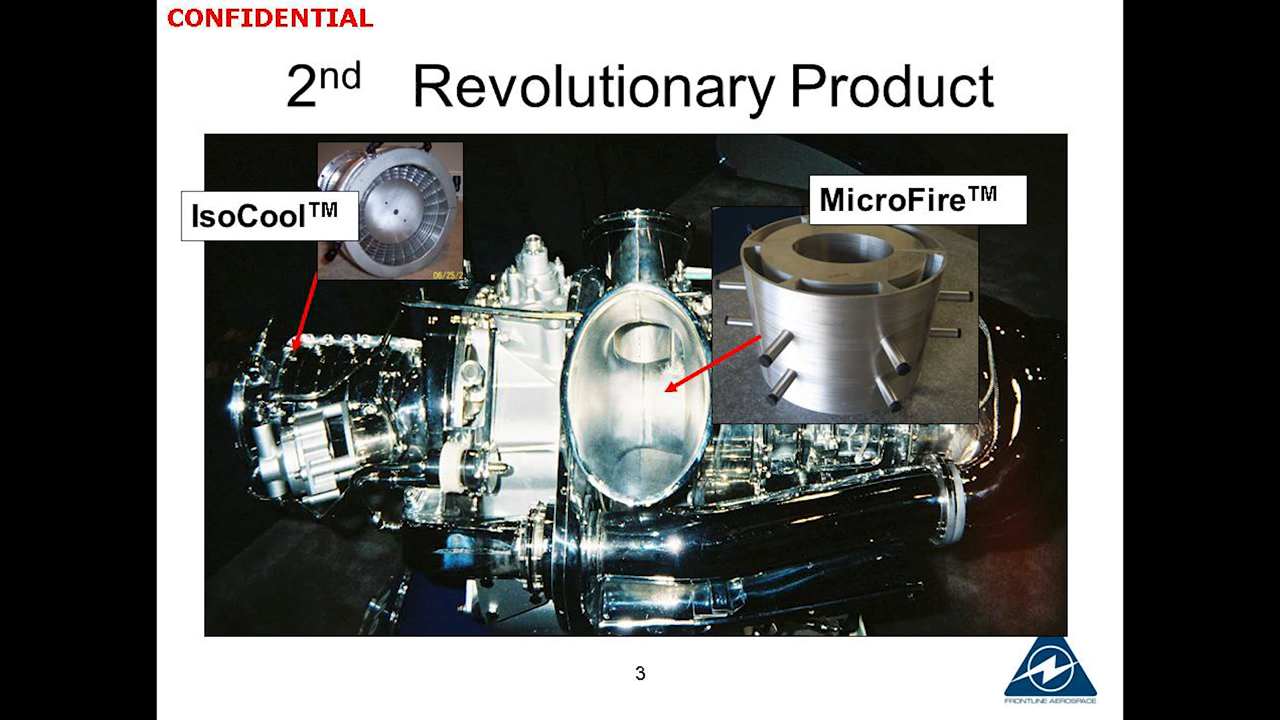 CONFIDENTIAL
2nd Revolutionary Product
IsoCool™
MicroFire™
06/25/2
3
FRONTLINE AEROSPACE